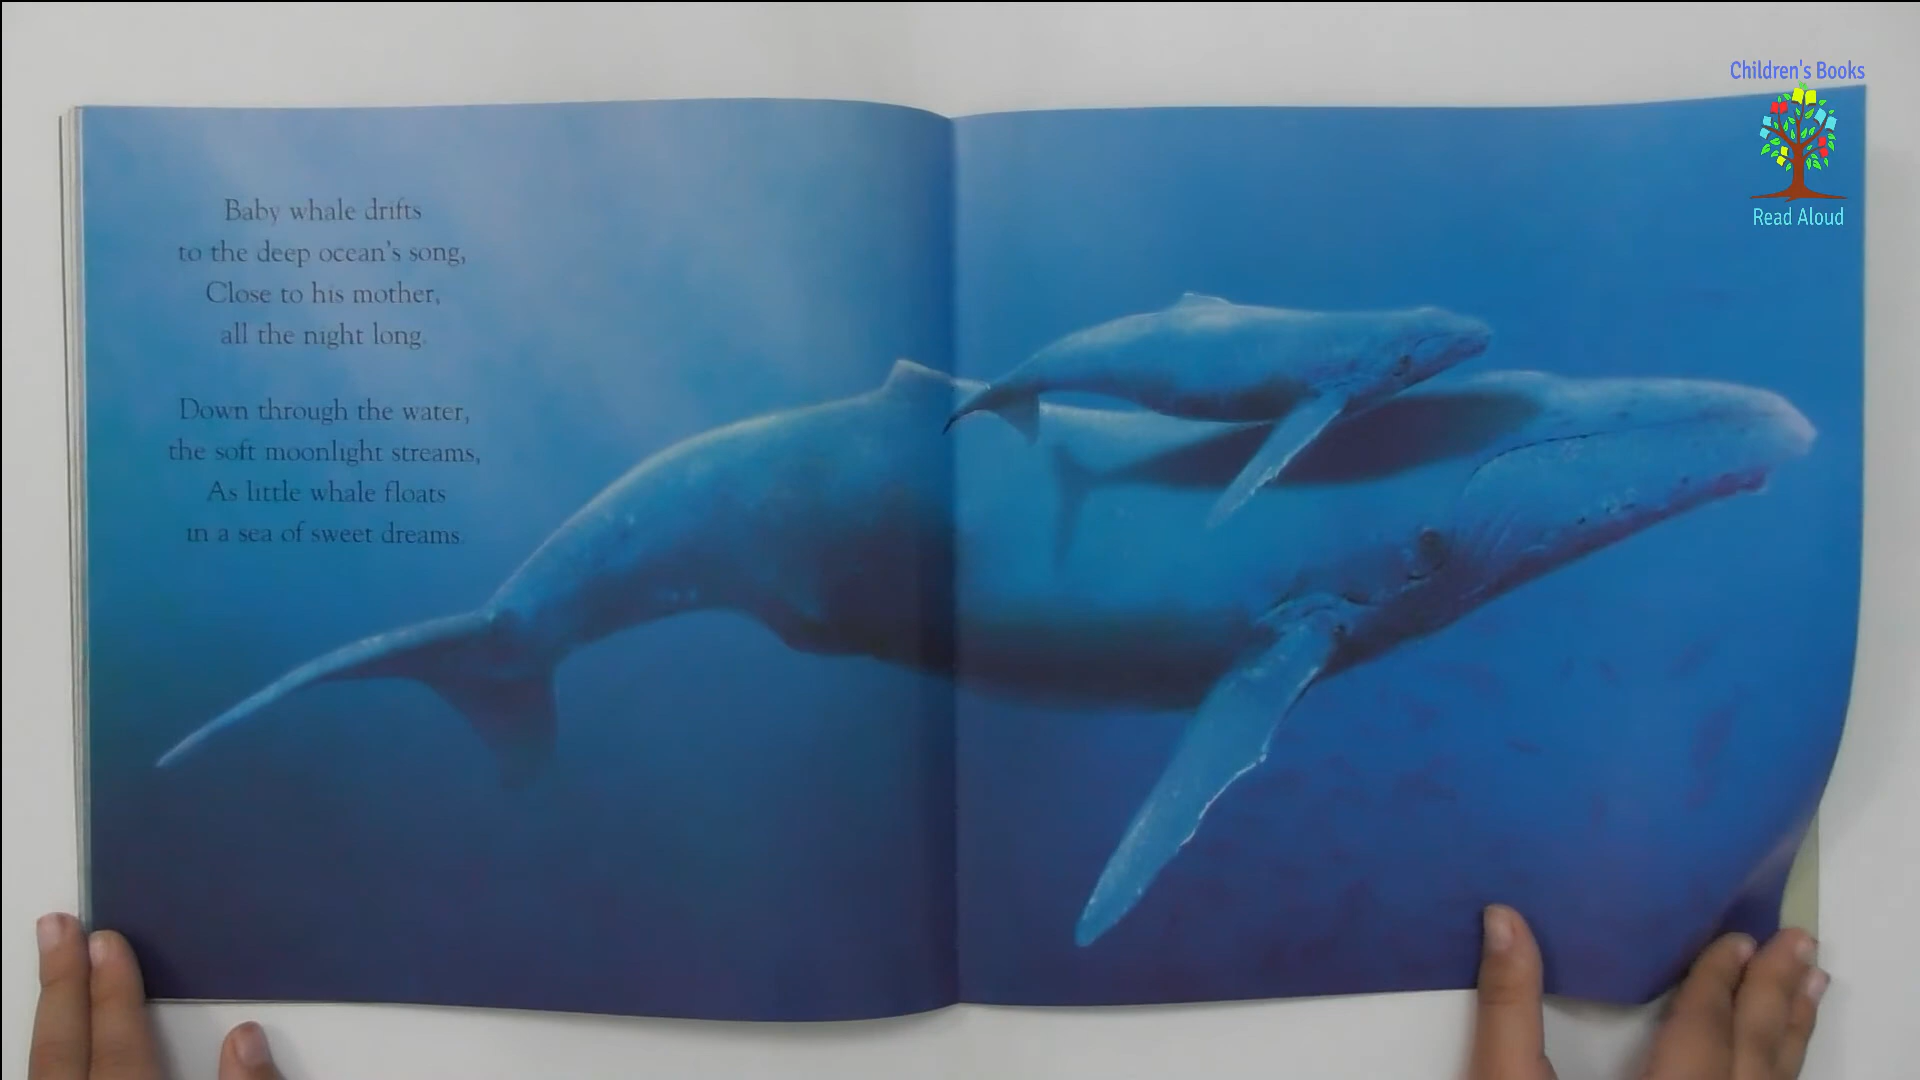 Baby whale drifts
to the deep ocean's song,
Close to his mother,
all the night long.
Down through the water,
the soft moonlight streams,
As little whale floats
in a sea of sweet dreams.
Children's Books
Read Aloud